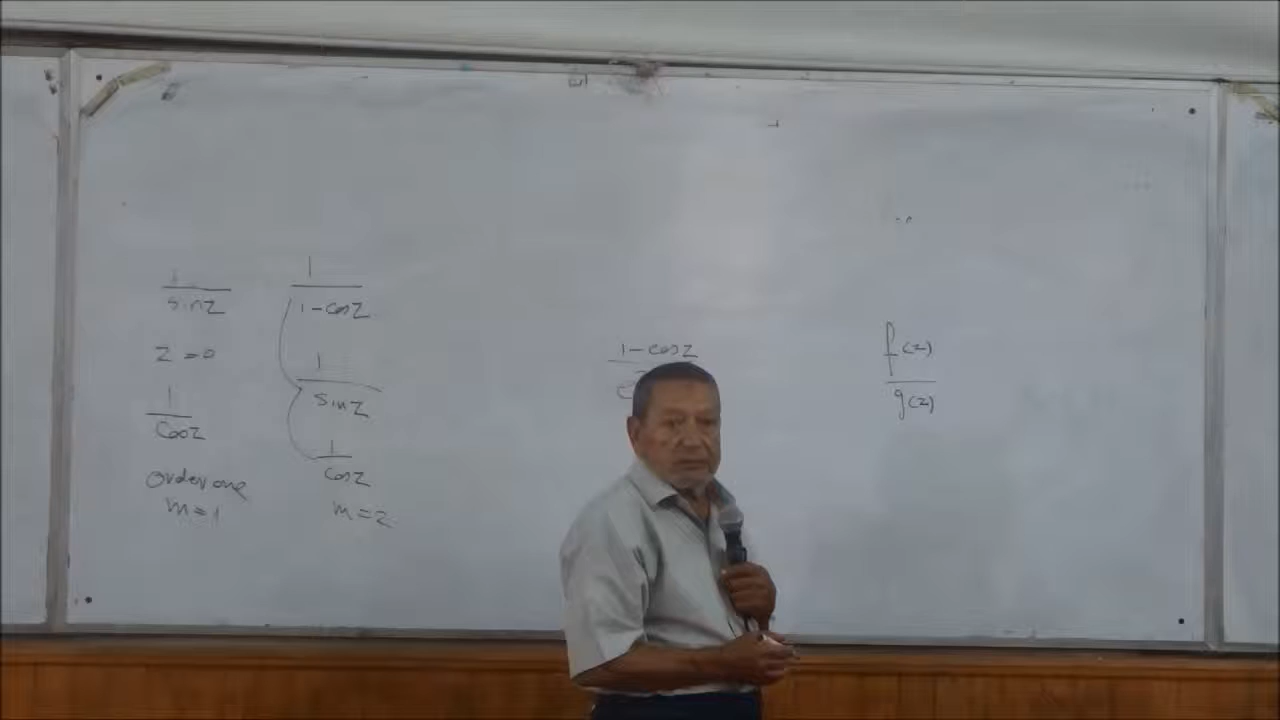 1/sinz
z=0
1/cosz
order one
m=1
1/1-cosz
1/sinz
1/cosz
m=2
1-cosz
f(z)/g(z)